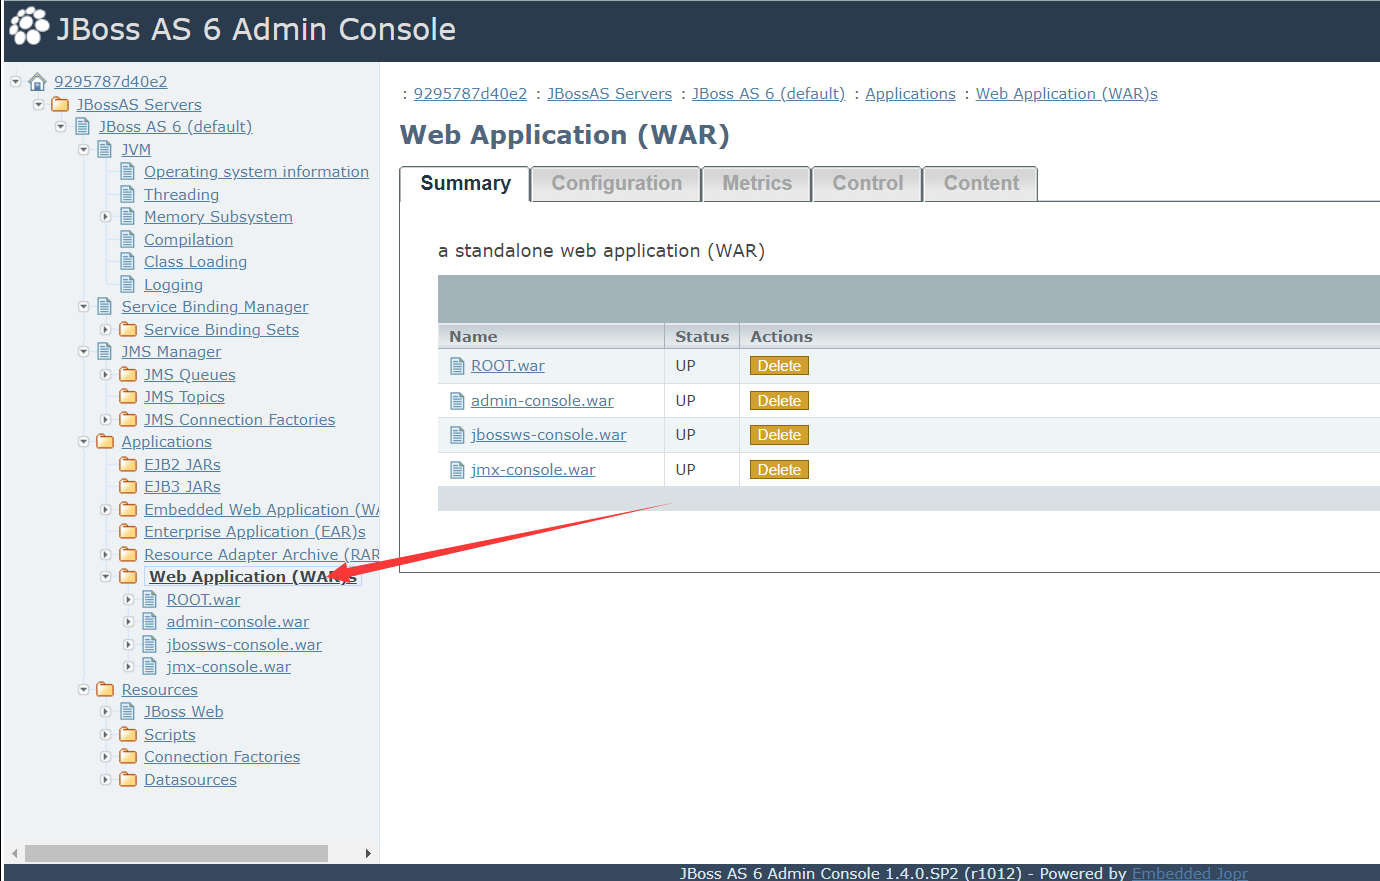 JBoss AS 6 Admin Console
9295787d40e2
JBossAS Servers
JBoss AS 6 (default)
JVM
Operating system information
Threading
Memory Subsystem
Compilation
Class Loading
Logging
Service Binding Manager
Service Binding Sets
JMS Manager
JMS Queues
JMS Topics
JMS Connection Factories
Applications
EJB2 JARs
EJB3 JARs
Embedded Web Application (WA
Enterprise Application (EAR)s
Resource Adapter Archive (RAR
Web Application (WAR)s
ROOT.war
admin-console.war
jbossws-console.war
jmx-console.war
Resources
JBoss Web
Scripts
Connection Factories
Datasources
: 9295787d40e2 : JBossAS Servers : JBoss AS 6 (default) : Applications : Web Application (WAR)s
Web Application (WAR)
Summary Configuration Metrics Control Content
a standalone web application (WAR)
Name Status Actions
ROOT.war UP Delete
admin-console.war UP Delete
jbossws-console.war UP Delete
jmx-console.war UP Delete
JBoss AS 6 Admin Console 1.4.0.SP2 (r1012) - Powered by Embedded Jopr